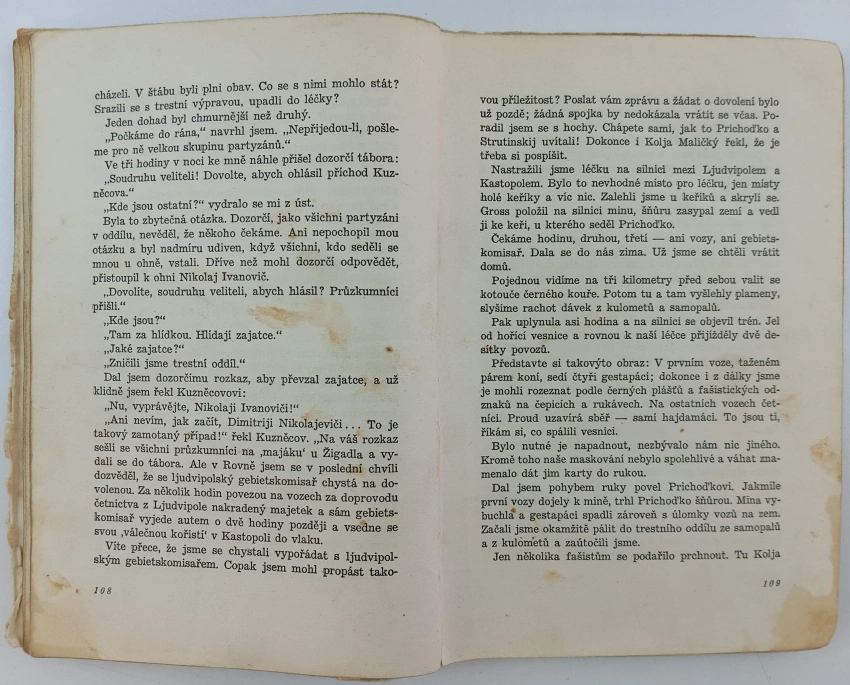 cházeli. V štábu byli plni obav. Co se s nimi mohlo stát?
Srazili se s trestní výpravou, upadli do léčky?
Jeden dohad byl chmurnější než druhý.
„Počkáme do rána,“ navrhl jsem. „Nepřijedou-li, pošle-
me pro ně velkou skupinu partyzánů.“
Ve tři hodiny v noci ke mně náhle přišel dozorčí tábora:
„Soudruhu veliteli! Dovolte, abych ohlásil příchod Kuz-
něcova.“
„Kde jsou ostatní?“ vydralo se mi z úst.
Byla to zbytečná otázka. Dozorčí, jako všichni partyzáni
v oddílu, nevěděl, že někoho čekáme. Ani nepochopil mou
otázku a byl nadmíru udiven, když všichni, kdo seděli se
mnou u ohně, vstali. Dříve než mohl dozorčí odpovědět,
přistoupil k ohni Nikolaj Ivanovič.
„Dovolíte, soudruhu veliteli, abych hlásil? Průzkumníci
přišli.“
„Kde jsou?“
„Tam za hlídkou. Hlídají zajatce.“
„Jaké zajatce?“
„Zničili jsme trestní oddíl.“
Dal jsem dozorčímu rozkaz, aby převzal zajatce, a už
klidně jsem řekl Kuzněcovovi:
„Nu, vyprávějte, Nikolaji Ivanoviči!“
„Ani nevím, jak začít, Dimitriji Nikolajeviči... To je
takový zamotaný případ!“ řekl Kuzněcov. „Na váš rozkaz
sešli se všichni průzkumníci na ‚majáku‘ u Žigadla a vy-
dali se do tábora. Ale v Rovně jsem se v poslední chvíli
dozvěděl, že se ljudvipolský gebietskomisař chystá na do-
volenou. Za několik hodin povezou na vozech za doprovodu
četnictva z Ljudvipole nakradený majetek a sám gebiets-
komisař vyjede autem o dvě hodiny později a vsedne se
svou ‚válečnou kořistí‘ v Kastopoli do vlaku.
Víte přece, že jsme se chystali vypořádat s ljudvipol-
ským gebietskomisařem. Copak jsem mohl propást tako-
108
vou příležitost? Poslat vám zprávu a žádat o dovolení bylo
už pozdě; žádná spojka by nedokázala vrátit se včas. Po-
radil jsem se s hochy. Chápete sami, jak to Prichoďko a
Strutinskij uvítali! Dokonce i Kolja Maličký řekl, že je
třeba si pospíšit.
Nastražili jsme léčku na silnici mezi Ljudvipolem a
Kastopolem. Bylo to nevhodné místo pro léčku, jen místy
holé keříky a víc nic. Zalehli jsme u keříků a skryli se.
Gross položil na silnici minu, šňůru zasypal zemí a vedl
ji ke keři, u kterého seděl Prichoďko.
Čekáme hodinu, druhou, třetí — ani vozy, ani gebiets-
komisař. Dala se do nás zima. Už jsme se chtěli vrátit
domů.
Pojednou vidíme na tři kilometry před sebou valit se
kotouče černého kouře. Potom tu a tam vyšlehly plameny,
slyšíme rachot dávek z kulometů a samopalů.
Pak uplynula asi hodina a na silnici se objevil trén. Jel
od hořící vesnice a rovnou k naší léčce přijížděly dvě de-
sítky povozů.
Představte si takovýto obraz: V prvním voze, taženém
párem koní, sedí čtyři gestapáci; dokonce i z dálky jsme
je mohli rozeznat podle černých plášťů a fašistických od-
znaků na čepicích a rukávech. Na ostatních vozech čet-
níci. Proud uzavírá sběř — sami hajdamáci. To jsou ti,
říkám si, co spálili vesnici.
Bylo nutné je napadnout, nezbývalo nám nic jiného.
Kromě toho naše maskování nebylo spolehlivé a váhat zna-
menalo dát jim karty do rukou.
Dal jsem pohybem ruky povel Prichoďkovi. Jakmile
první vozy dojely k mině, trhl Prichoďko šňůrou. Mina vy-
buchla a gestapáci spadli zároveň s úlomky vozů na zem.
Začali jsme okamžitě pálit do trestního oddílu ze samopalů
a z kulometů a zaútočili jsme.
Jen několika fašistům se podařilo prchnout. Tu Kolja
109